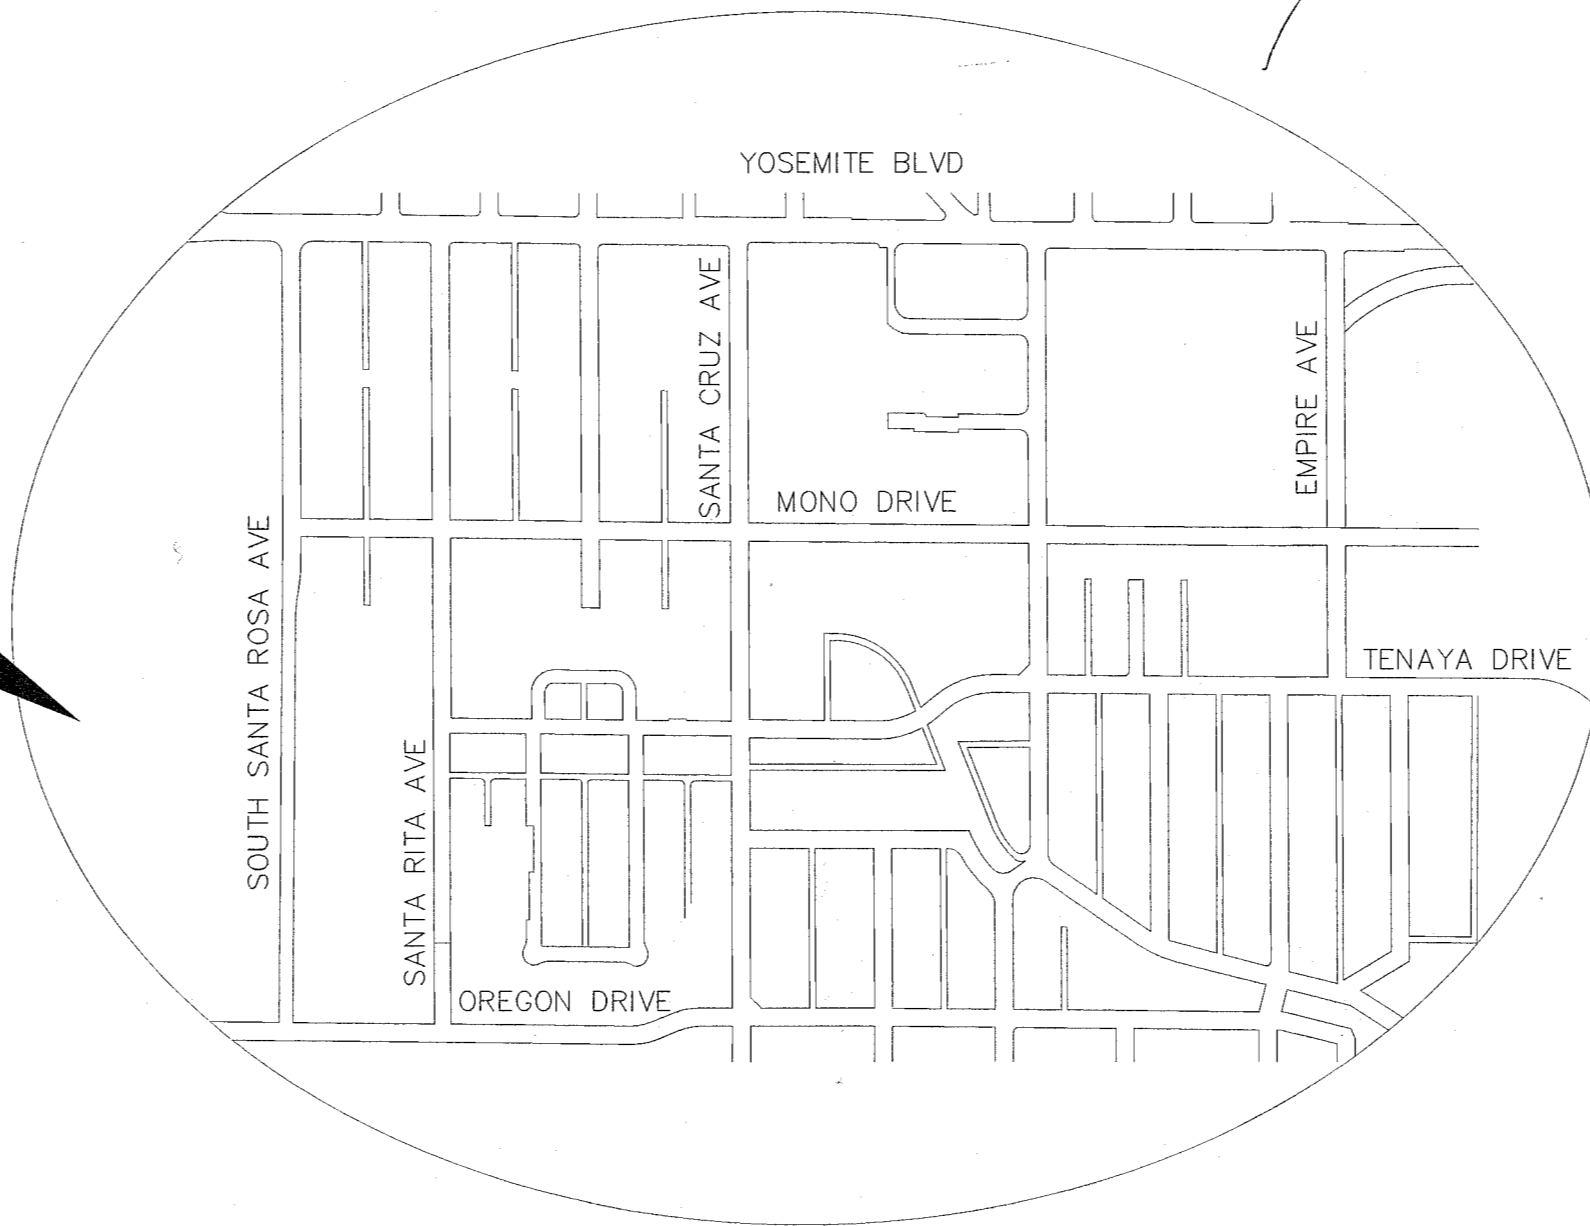 YOSEMITE BLVD
SANTA CRUZ AVE
EMPIRE AVE
MONO DRIVE
SOUTH SANTA ROSA AVE
TENAYA DRIVE
SANTA RITA AVE
OREGON DRIVE